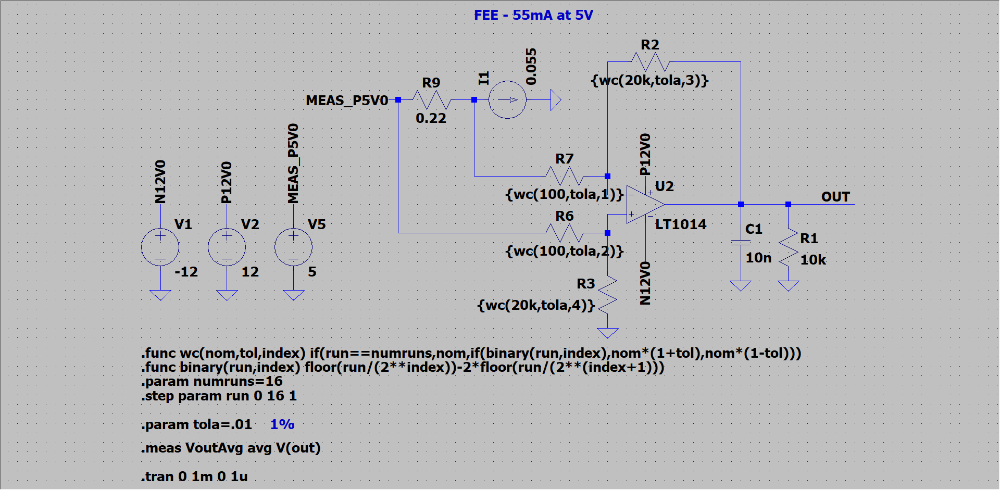 FEE - 55mA at 5V
R2
{wc(20k,tola,3)}
I1
0.055
R9
MEAS_P5V0
0.22
R7
{wc(100,tola,1)}
R6
{wc(100,tola,2)}
P12V0
U2
LT1014
N12V0
OUT
C1
10n
R1
10k
R3
{wc(20k,tola,4)}
N12V0
V1
-12
P12V0
V2
12
MEAS_P5V0
V5
5
.func wc(nom,tol,index) if(run==numruns,nom,if(binary(run,index),nom*(1+tol),nom*(1-tol)))
.func binary(run,index) floor(run/(2**index))-2*floor(run/(2**(index+1)))
.param numruns=16
.step param run 0 16 1
.param tola=.01 1%
.meas VoutAvg avg V(out)
.tran 0 1m 0 1u